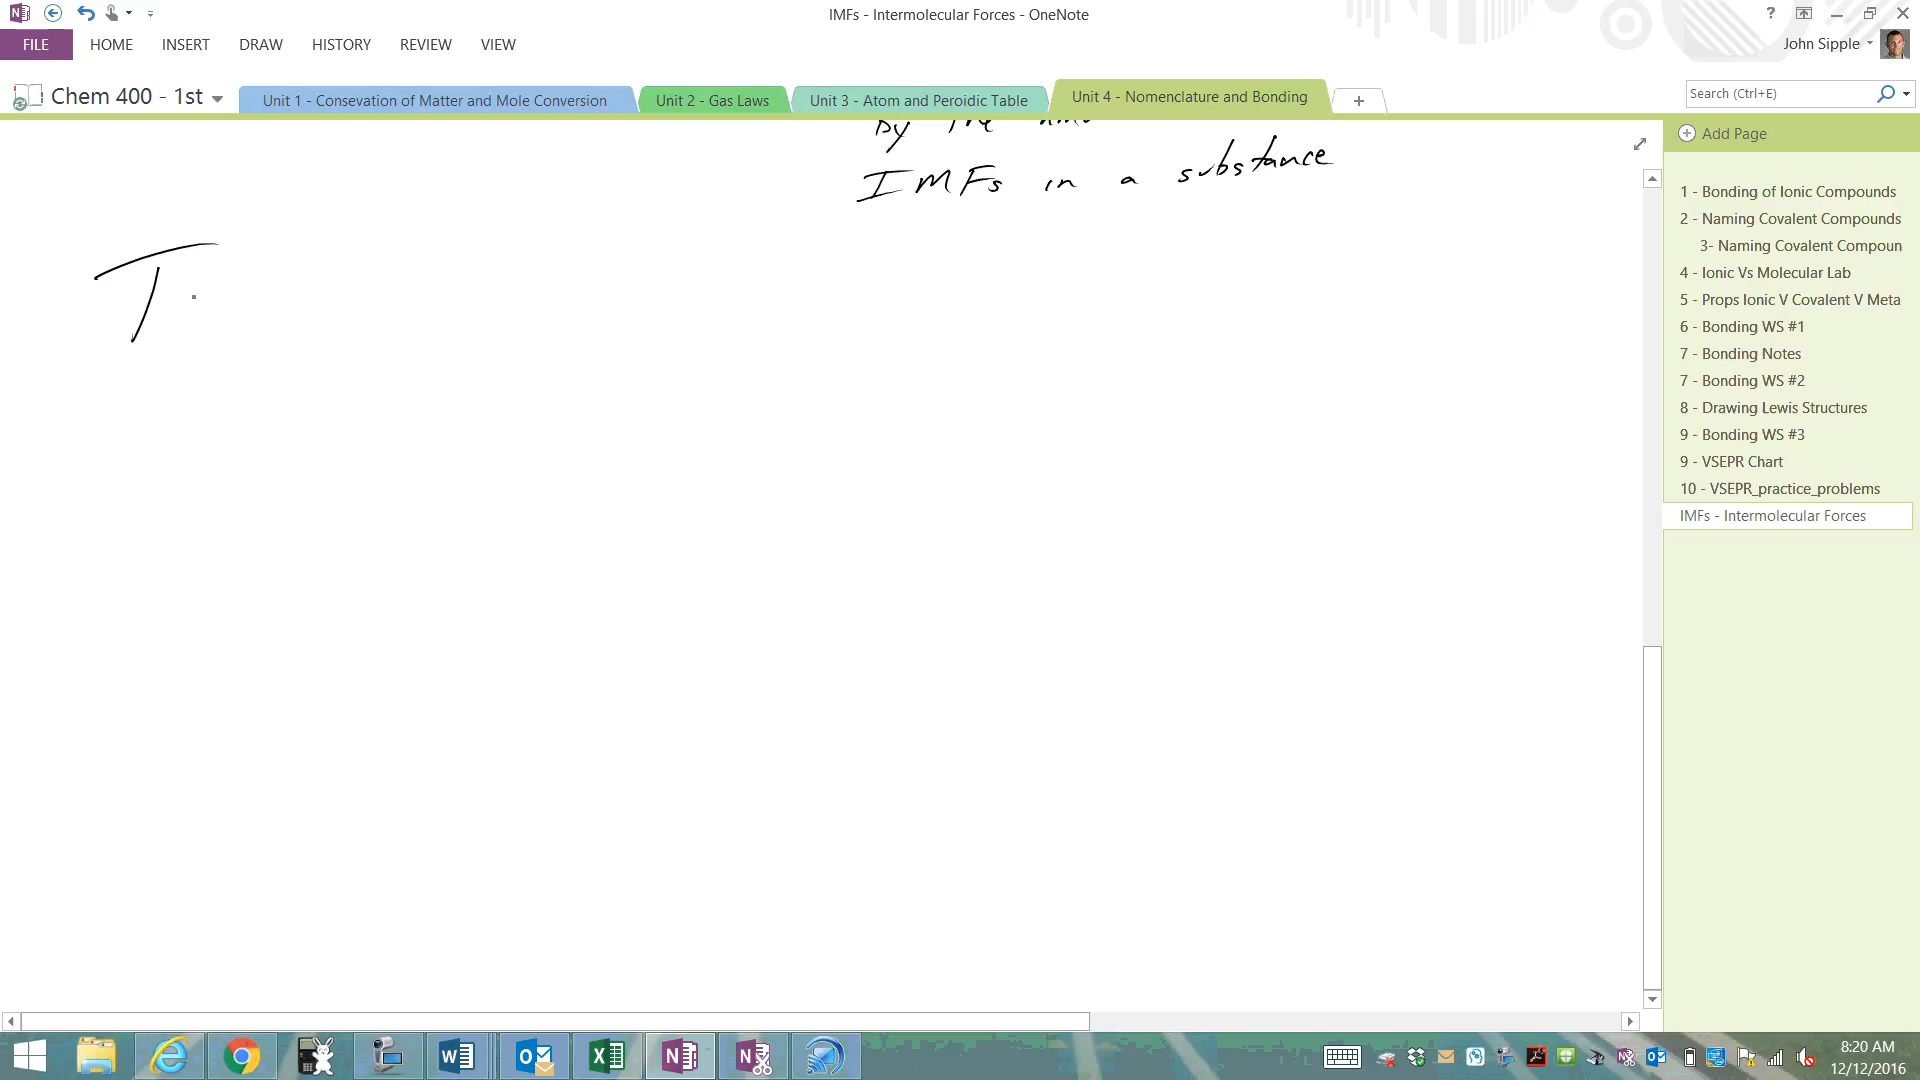 IMFs - Intermolecular Forces - OneNote
?
FILE HOME INSERT DRAW HISTORY REVIEW VIEW
John Sipple
Chem 400 - 1st
Unit 1 - Consevation of Matter and Mole Conversion
Unit 2 - Gas Laws
Unit 3 - Atom and Peroidic Table
Unit 4 - Nomenclature and Bonding
Search (Ctrl+E)
by the
IMFs in a substance
T
Add Page
1 - Bonding of Ionic Compounds
2 - Naming Covalent Compounds
3- Naming Covalent Compoun
4 - Ionic Vs Molecular Lab
5 - Props Ionic V Covalent V Meta
6 - Bonding WS #1
7 - Bonding Notes
7 - Bonding WS #2
8 - Drawing Lewis Structures
9 - Bonding WS #3
9 - VSEPR Chart
10 - VSEPR_practice_problems
IMFs - Intermolecular Forces
8:20 AM
12/12/2016